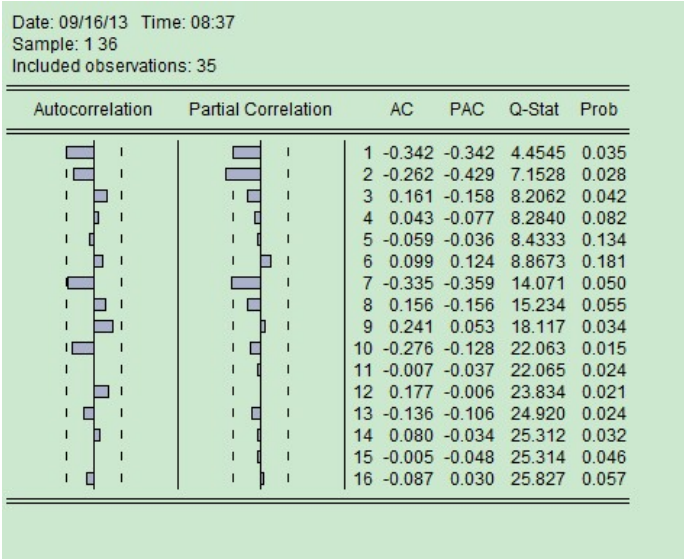 Date: 09/16/13 Time: 08:37
Sample: 1 36
Included observations: 35
Autocorrelation Partial Correlation AC PAC Q-Stat Prob
1 -0.342 -0.342 4.4545 0.035
2 -0.262 -0.429 7.1528 0.028
3 0.161 -0.158 8.2062 0.042
4 0.043 -0.077 8.2840 0.082
5 -0.059 -0.036 8.4333 0.134
6 0.099 0.124 8.8673 0.181
7 -0.335 -0.359 14.071 0.050
8 0.156 -0.156 15.234 0.055
9 0.241 0.053 18.117 0.034
10 -0.276 -0.128 22.063 0.015
11 -0.007 -0.037 22.065 0.024
12 0.177 -0.006 23.834 0.021
13 -0.136 -0.106 24.920 0.024
14 0.080 -0.034 25.312 0.032
15 -0.005 -0.048 25.314 0.046
16 -0.087 0.030 25.827 0.057